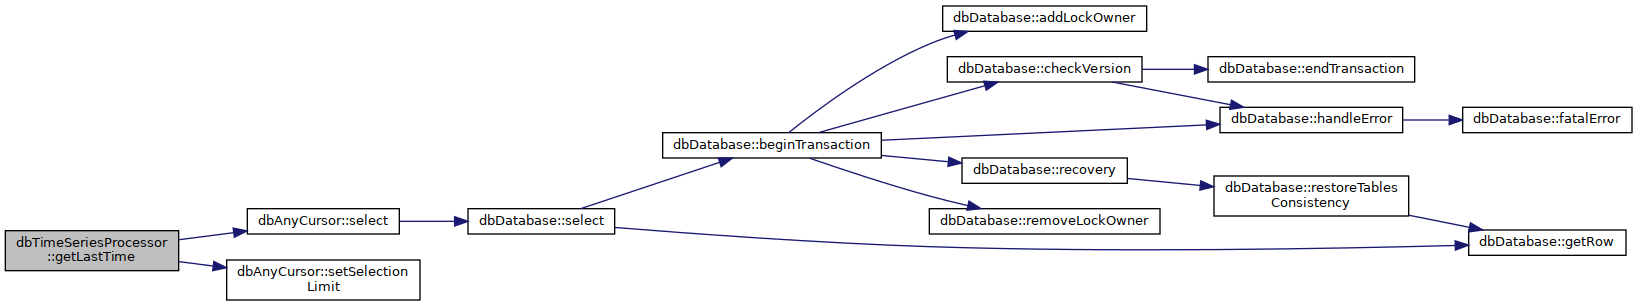 dbDatabase::addLockOwner
dbDatabase::checkVersion
dbDatabase::endTransaction
dbDatabase::handleError
dbDatabase::fatalError
dbDatabase::beginTransaction
dbDatabase::recovery
dbDatabase::restoreTables
Consistency
dbAnyCursor::select
dbDatabase::select
dbDatabase::removeLockOwner
dbTimeSeriesProcessor
::getLastTime
dbDatabase::getRow
dbAnyCursor::setSelection
Limit